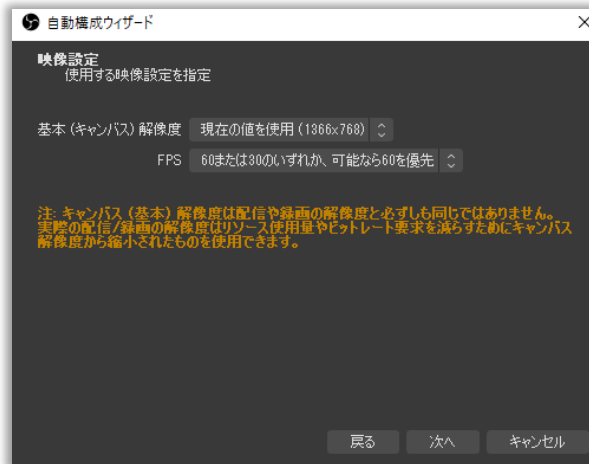 自動構成ウィザード
映像設定
使用する映像設定を指定
基本 (キャンバス) 解像度 現在の値を使用 (1366x768)
FPS 60または30のいずれか、可能なら60を優先
注: キャンバス (基本) 解像度は配信や録画の解像度と必ずしも同じではありません。
実際の配信/録画の解像度はリソース使用量やビットレート要求を減らすためにキャンバス
解像度から縮小されたものを使用できます。
戻る 次へ キャンセル